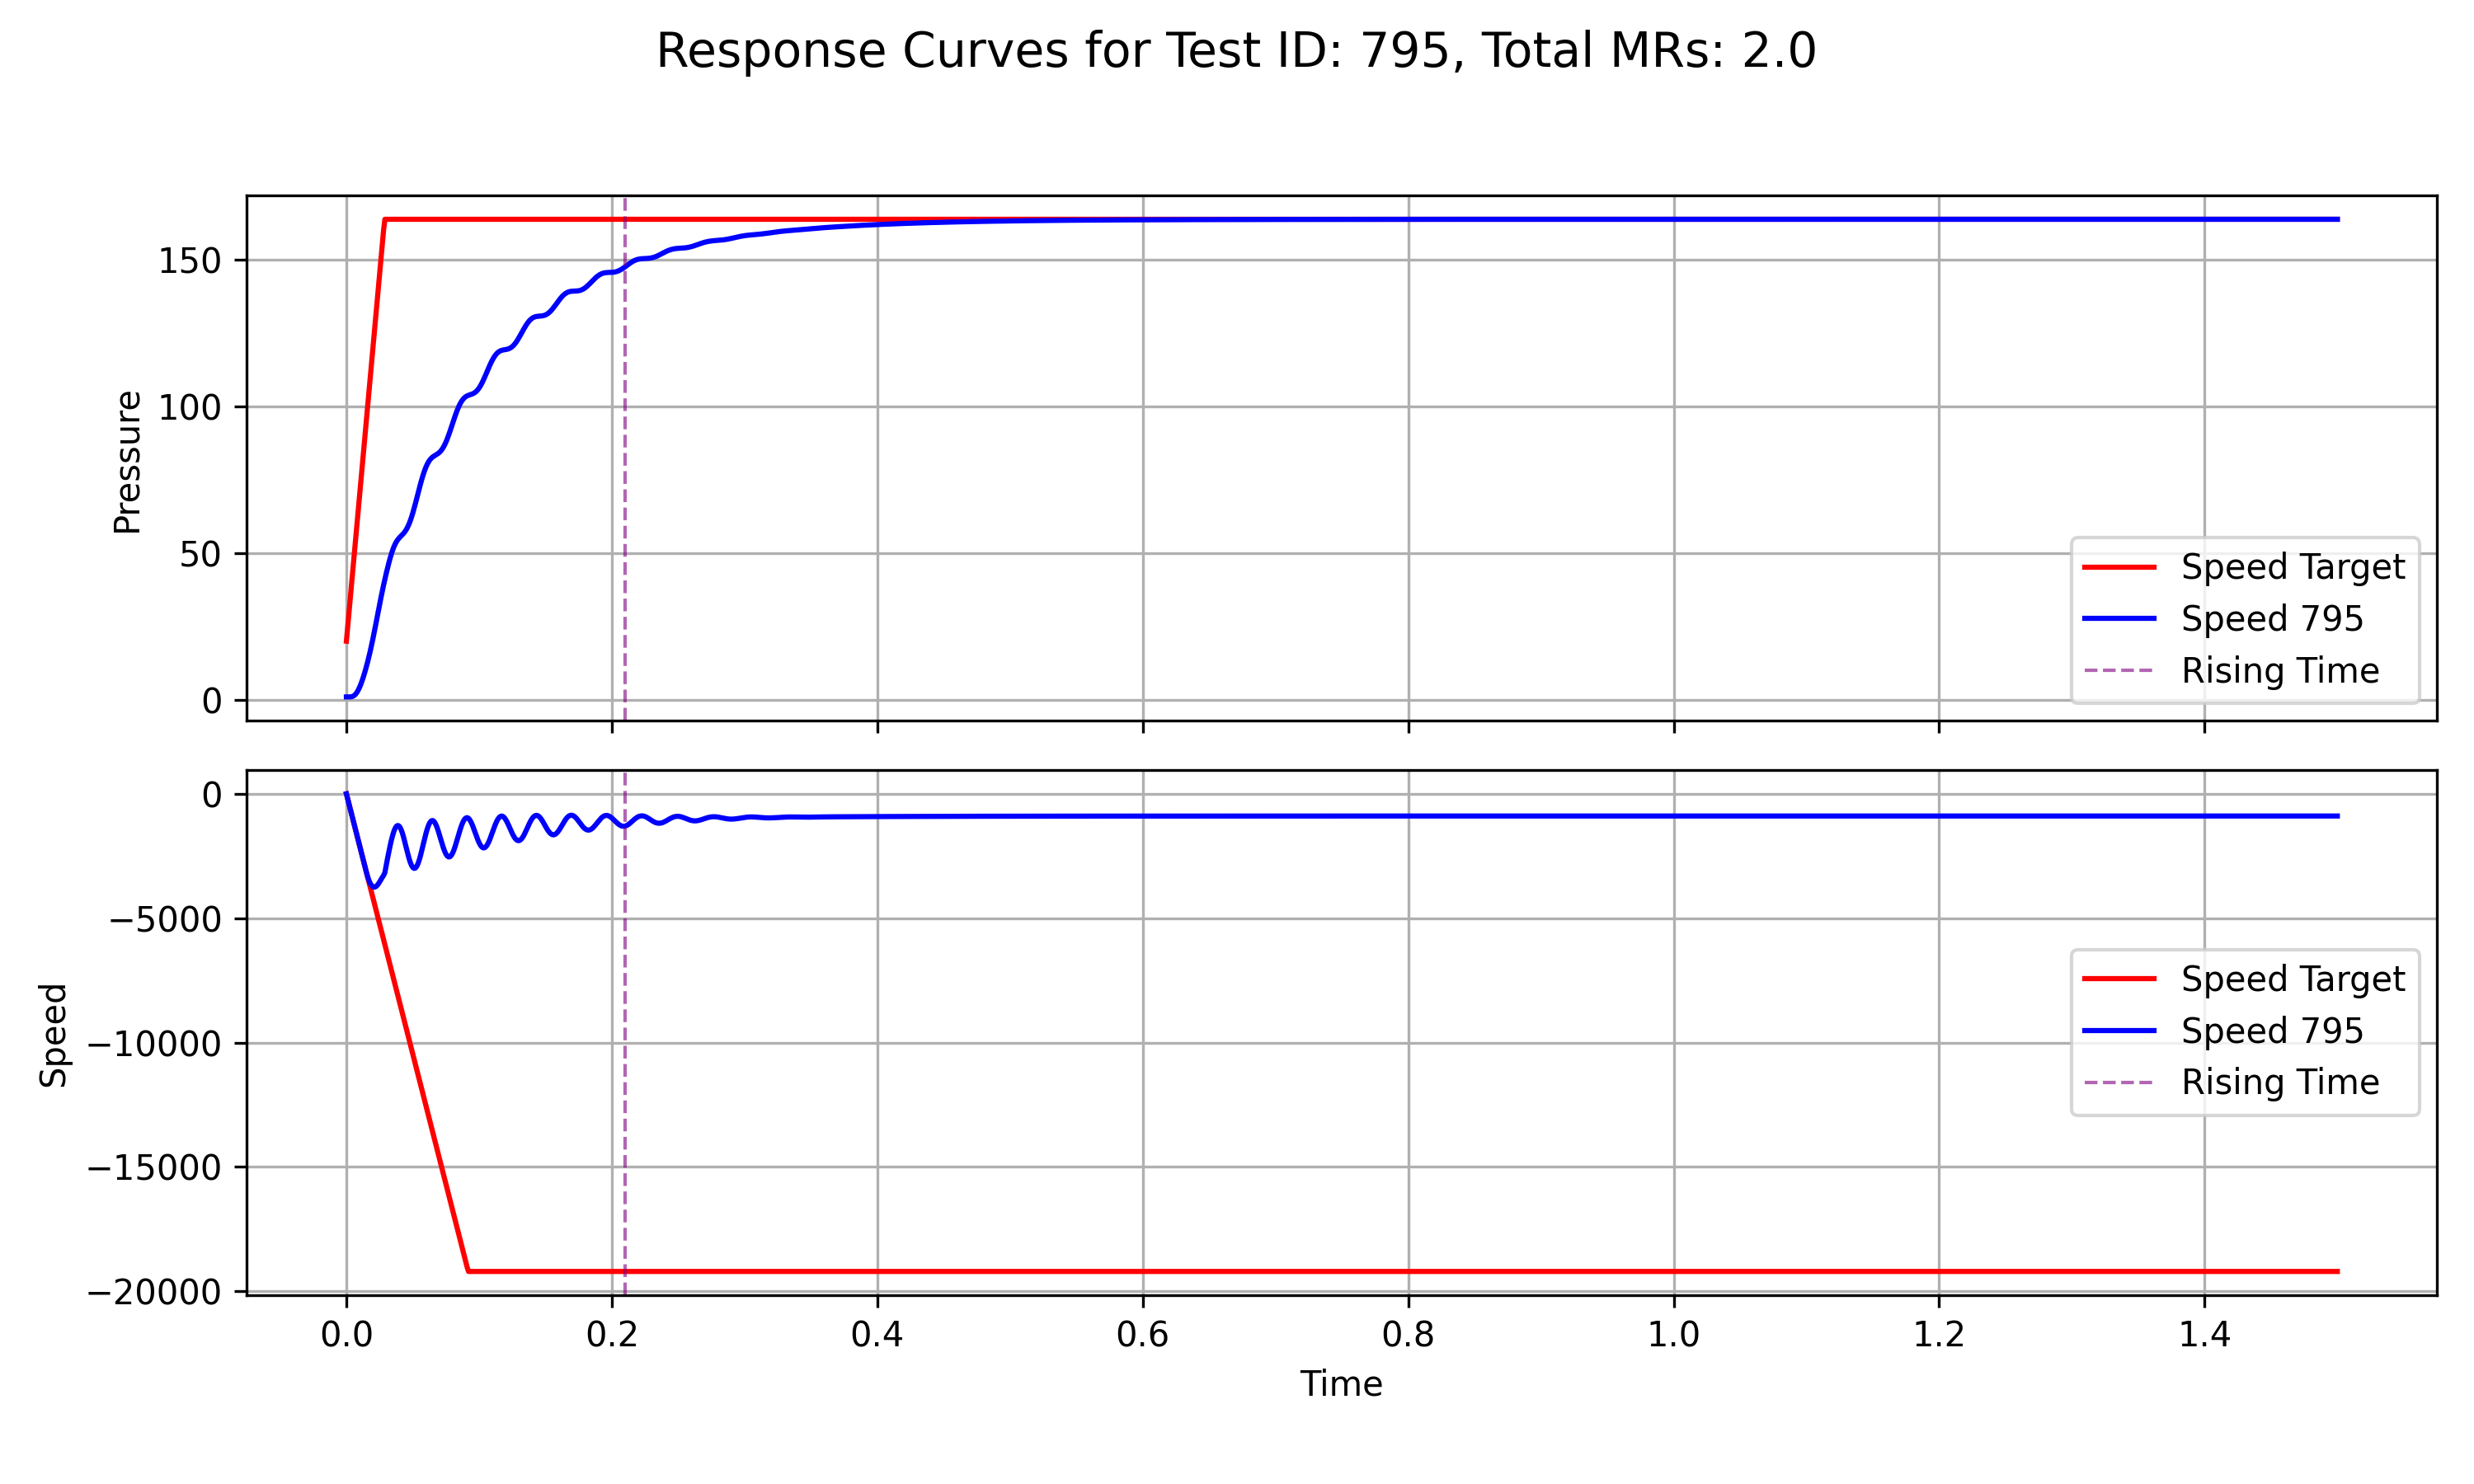 Response Curves for Test ID: 795, Total MRs: 2.0
Pressure
150
100
50
0
Speed Target
Speed 795
Rising Time
Speed
0
−5000
−10000
−15000
−20000
Speed Target
Speed 795
Rising Time
0.0 0.2 0.4 0.6 0.8 1.0 1.2 1.4
Time